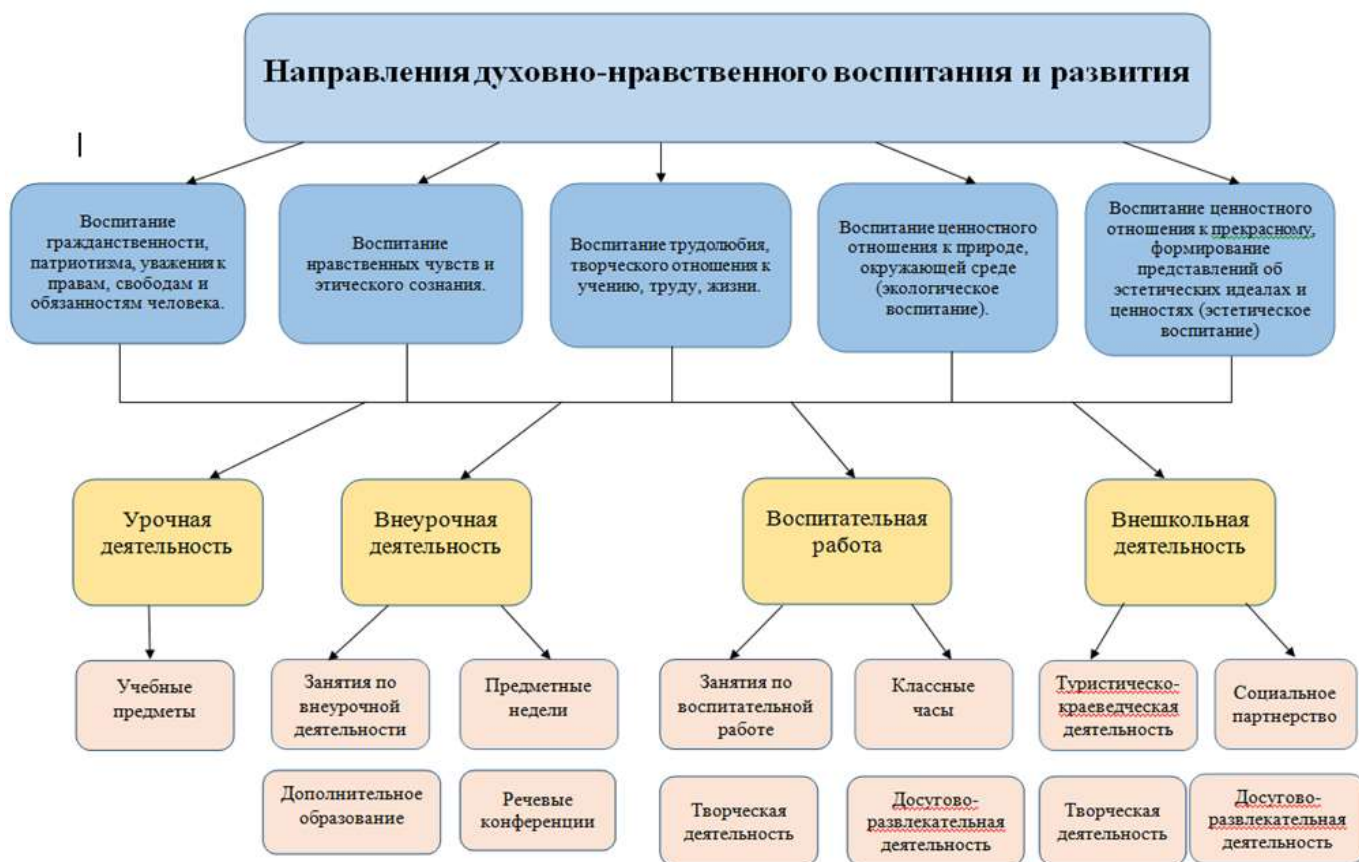 Направления духовно-нравственного воспитания и развития
Воспитание
гражданственности,
патриотизма, уважения к
правам, свободам и
обязанностям человека.
Воспитание
нравственных чувств и
этического сознания.
Воспитание трудолюбия,
творческого отношения к
учению, труду, жизни.
Воспитание ценностного
отношения к природе,
окружающей среде
(экологическое
воспитание).
Воспитание ценностного
отношения к прекрасному,
формирование
представлений об
эстетических идеалах и
ценностях (эстетическое
воспитание)
Урочная
деятельность
Внеурочная
деятельность
Воспитательная
работа
Внешкольная
деятельность
Учебные
предметы
Занятия по
внеурочной
деятельности
Предметные
недели
Занятия по
воспитательной
работе
Классные
часы
Туристическо-
краеведческая
деятельность
Социальное
партнерство
Дополнительное
образование
Речевые
конференции
Творческая
деятельность
Досугово-
развлекательная
деятельность
Творческая
деятельность
Досугово-
развлекательная
деятельность